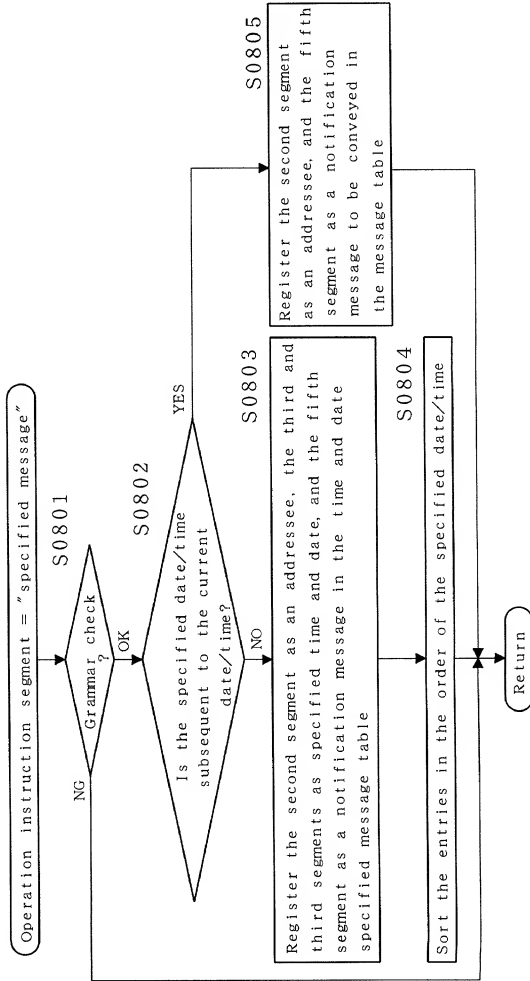 Operation instruction segment = "specified message"
S0801
Grammar check
?
NG
OK
S0802
Is the specified date/time
subsequent to the current
date/time?
YES
NO
S0803
Register the second segment as an addressee, the third and
third segments as specified time and date, and the fifth
segment as a notification message in the time and date
specified message table
S0805
Register the second segment
as an addressee, and the fifth
segment as a notification
message to be conveyed in
the message table
S0804
Sort the entries in the order of the specified date/time
Return